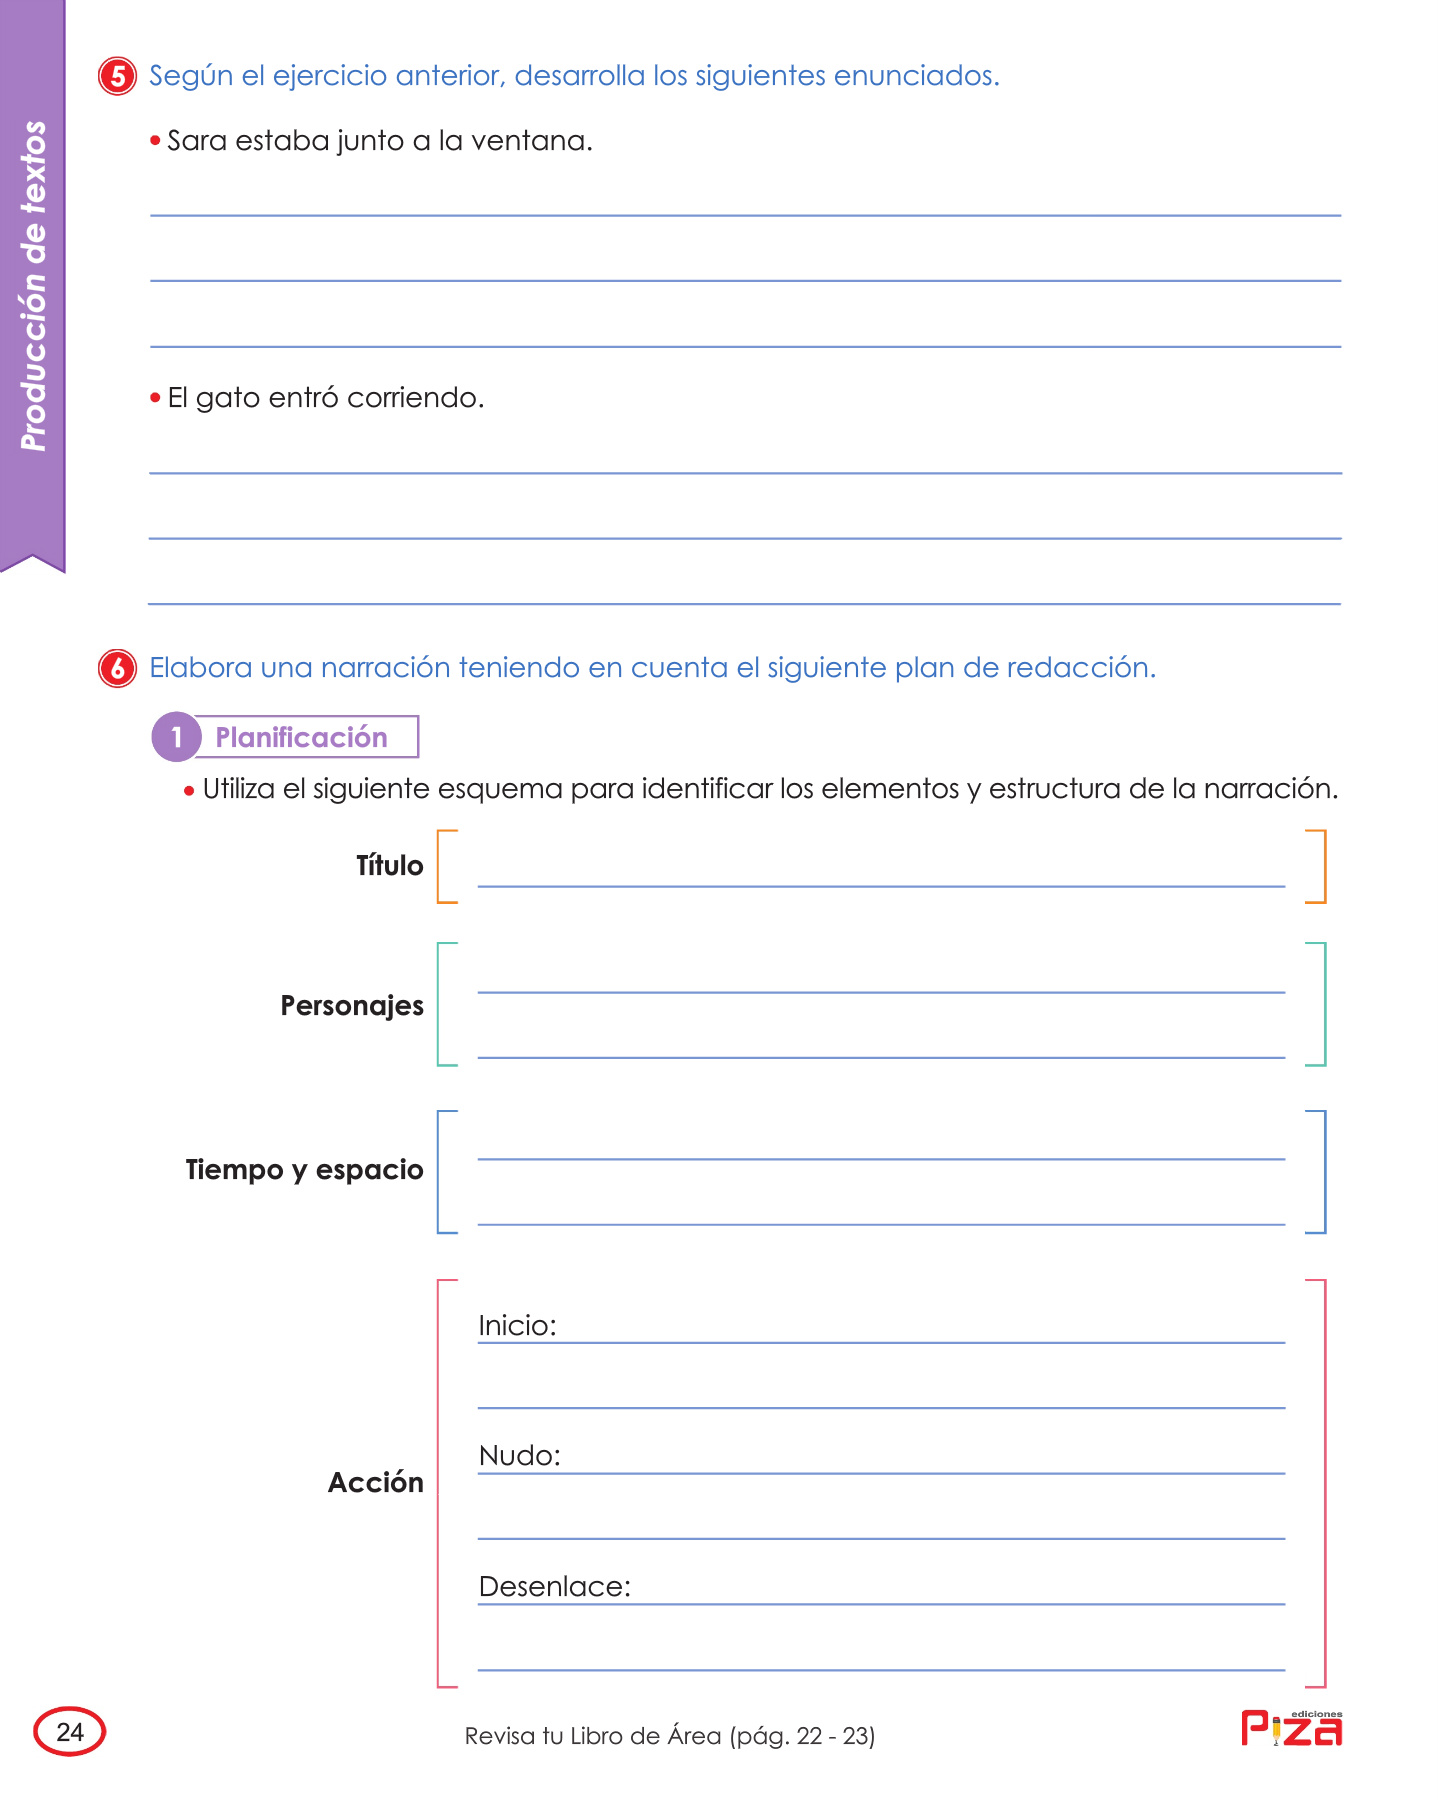 Producción de textos
5 Según el ejercicio anterior, desarrolla los siguientes enunciados.
• Sara estaba junto a la ventana.
• El gato entró corriendo.
6 Elabora una narración teniendo en cuenta el siguiente plan de redacción.
1 Planificación
• Utiliza el siguiente esquema para identificar los elementos y estructura de la narración.
Título
Personajes
Tiempo y espacio
Acción
Inicio:
Nudo:
Desenlace:
24
Revisa tu Libro de Área (pág. 22 - 23)
ediciones
Piza